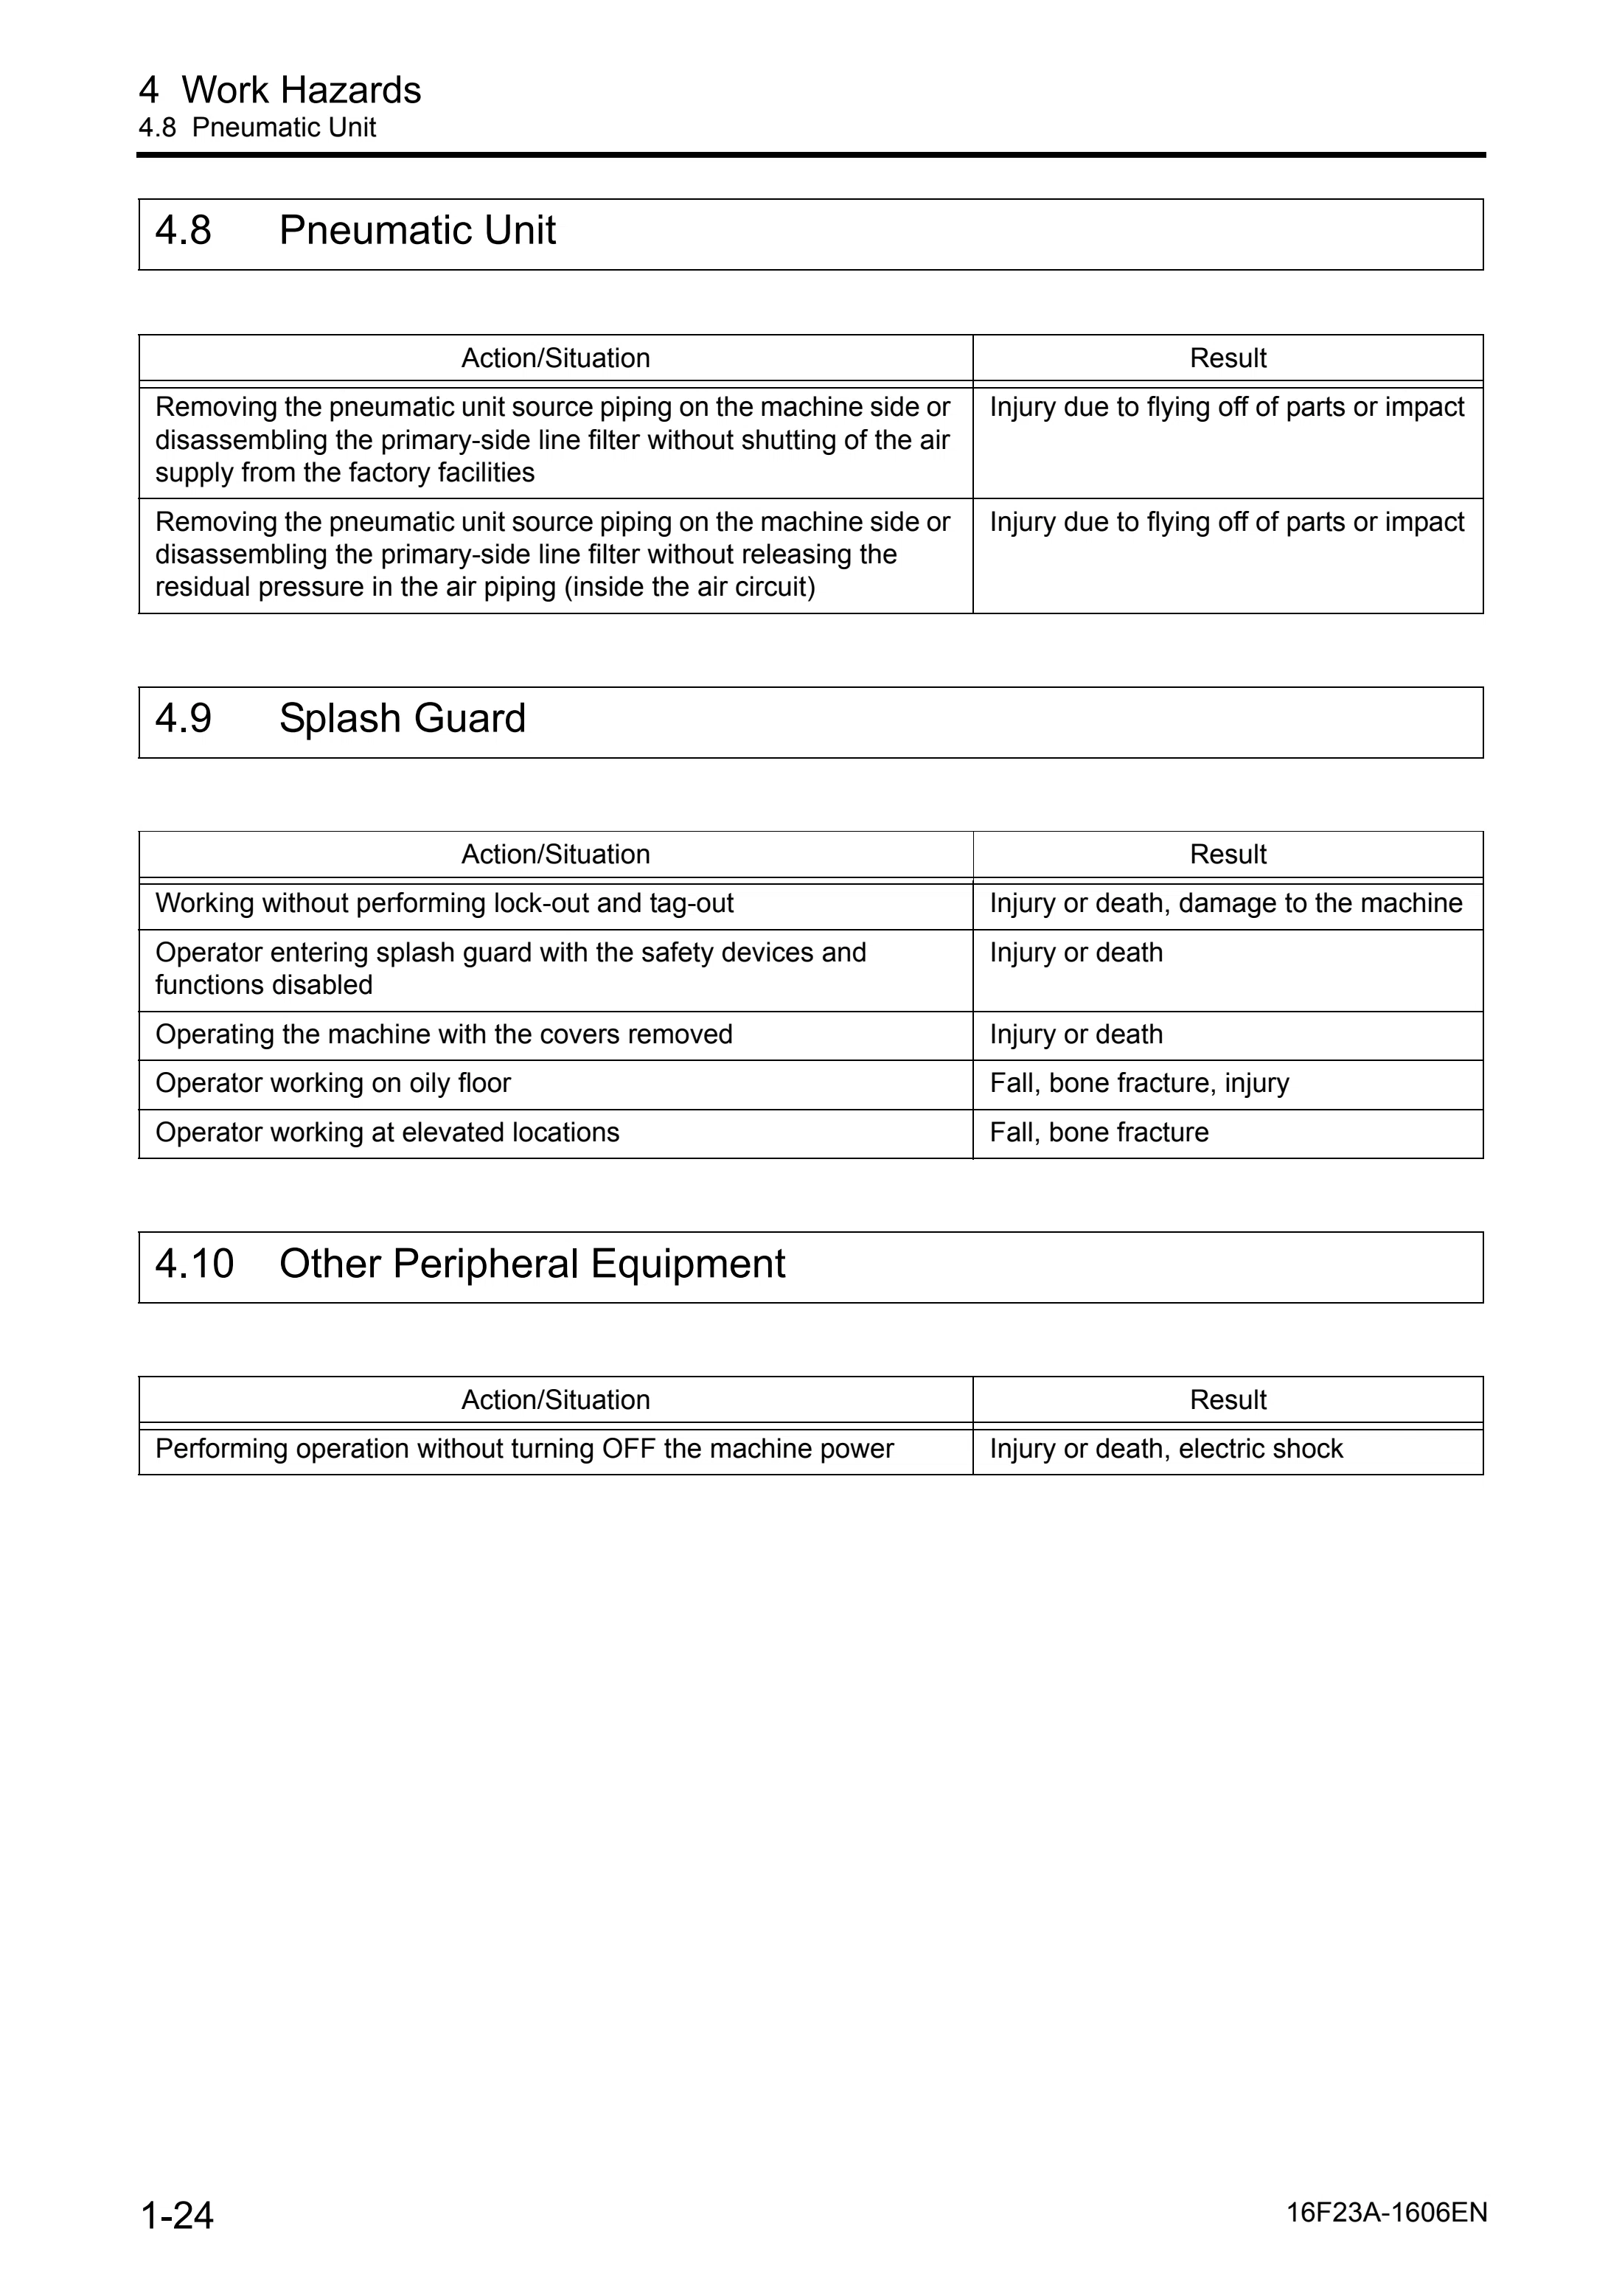 4 Work Hazards
4.8 Pneumatic Unit
4.8 Pneumatic Unit
Action/Situation Result
Removing the pneumatic unit source piping on the machine side or Injury due to flying off of parts or impact
disassembling the primary-side line filter without shutting of the air
supply from the factory facilities
Removing the pneumatic unit source piping on the machine side or Injury due to flying off of parts or impact
disassembling the primary-side line filter without releasing the
residual pressure in the air piping (inside the air circuit)
4.9 Splash Guard
Action/Situation Result
Working without performing lock-out and tag-out Injury or death, damage to the machine
Operator entering splash guard with the safety devices and Injury or death
functions disabled
Operating the machine with the covers removed Injury or death
Operator working on oily floor Fall, bone fracture, injury
Operator working at elevated locations Fall, bone fracture
4.10 Other Peripheral Equipment
Action/Situation Result
Performing operation without turning OFF the machine power Injury or death, electric shock
1-24 16F23A-1606EN